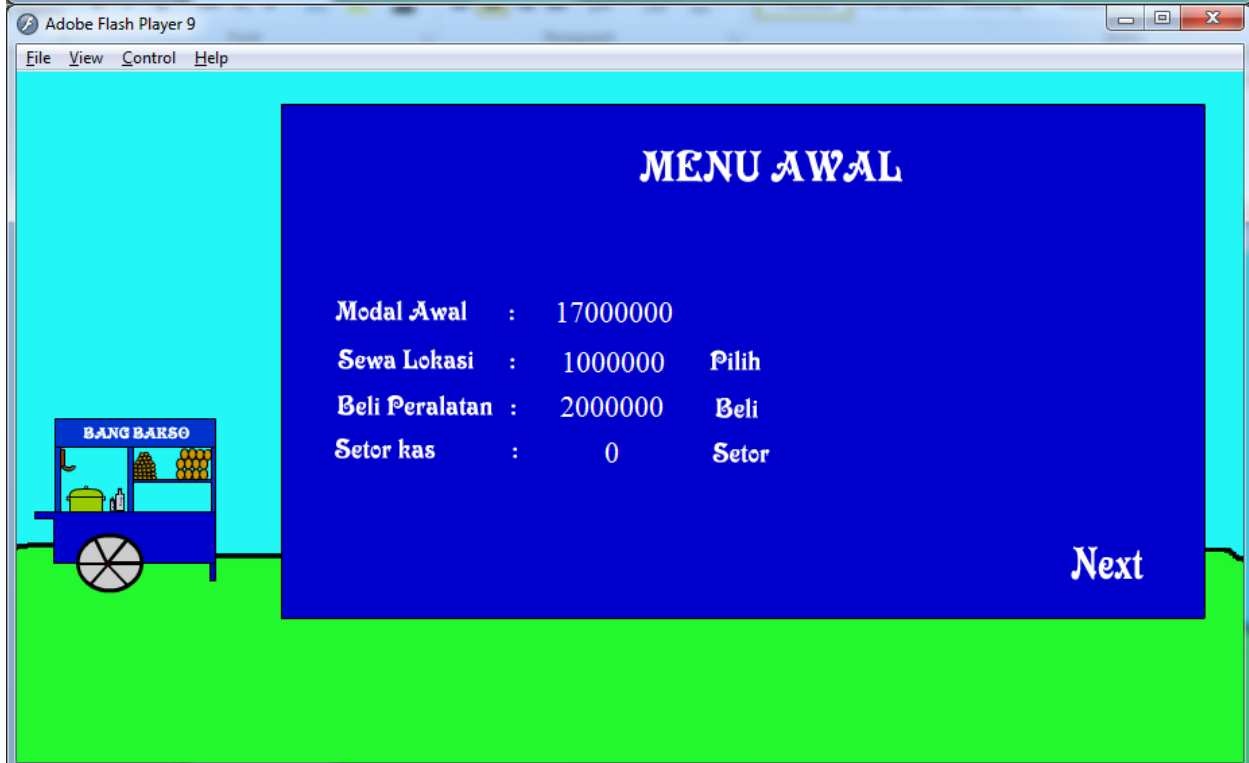 Adobe Flash Player 9
File View Control Help
MENU AWAL
Modal Awal : 17000000
Sewa Lokasi : 1000000 Pilih
Beli Peralatan : 2000000 Beli
Setor kas : 0 Setor
BANG BAKSO
Next